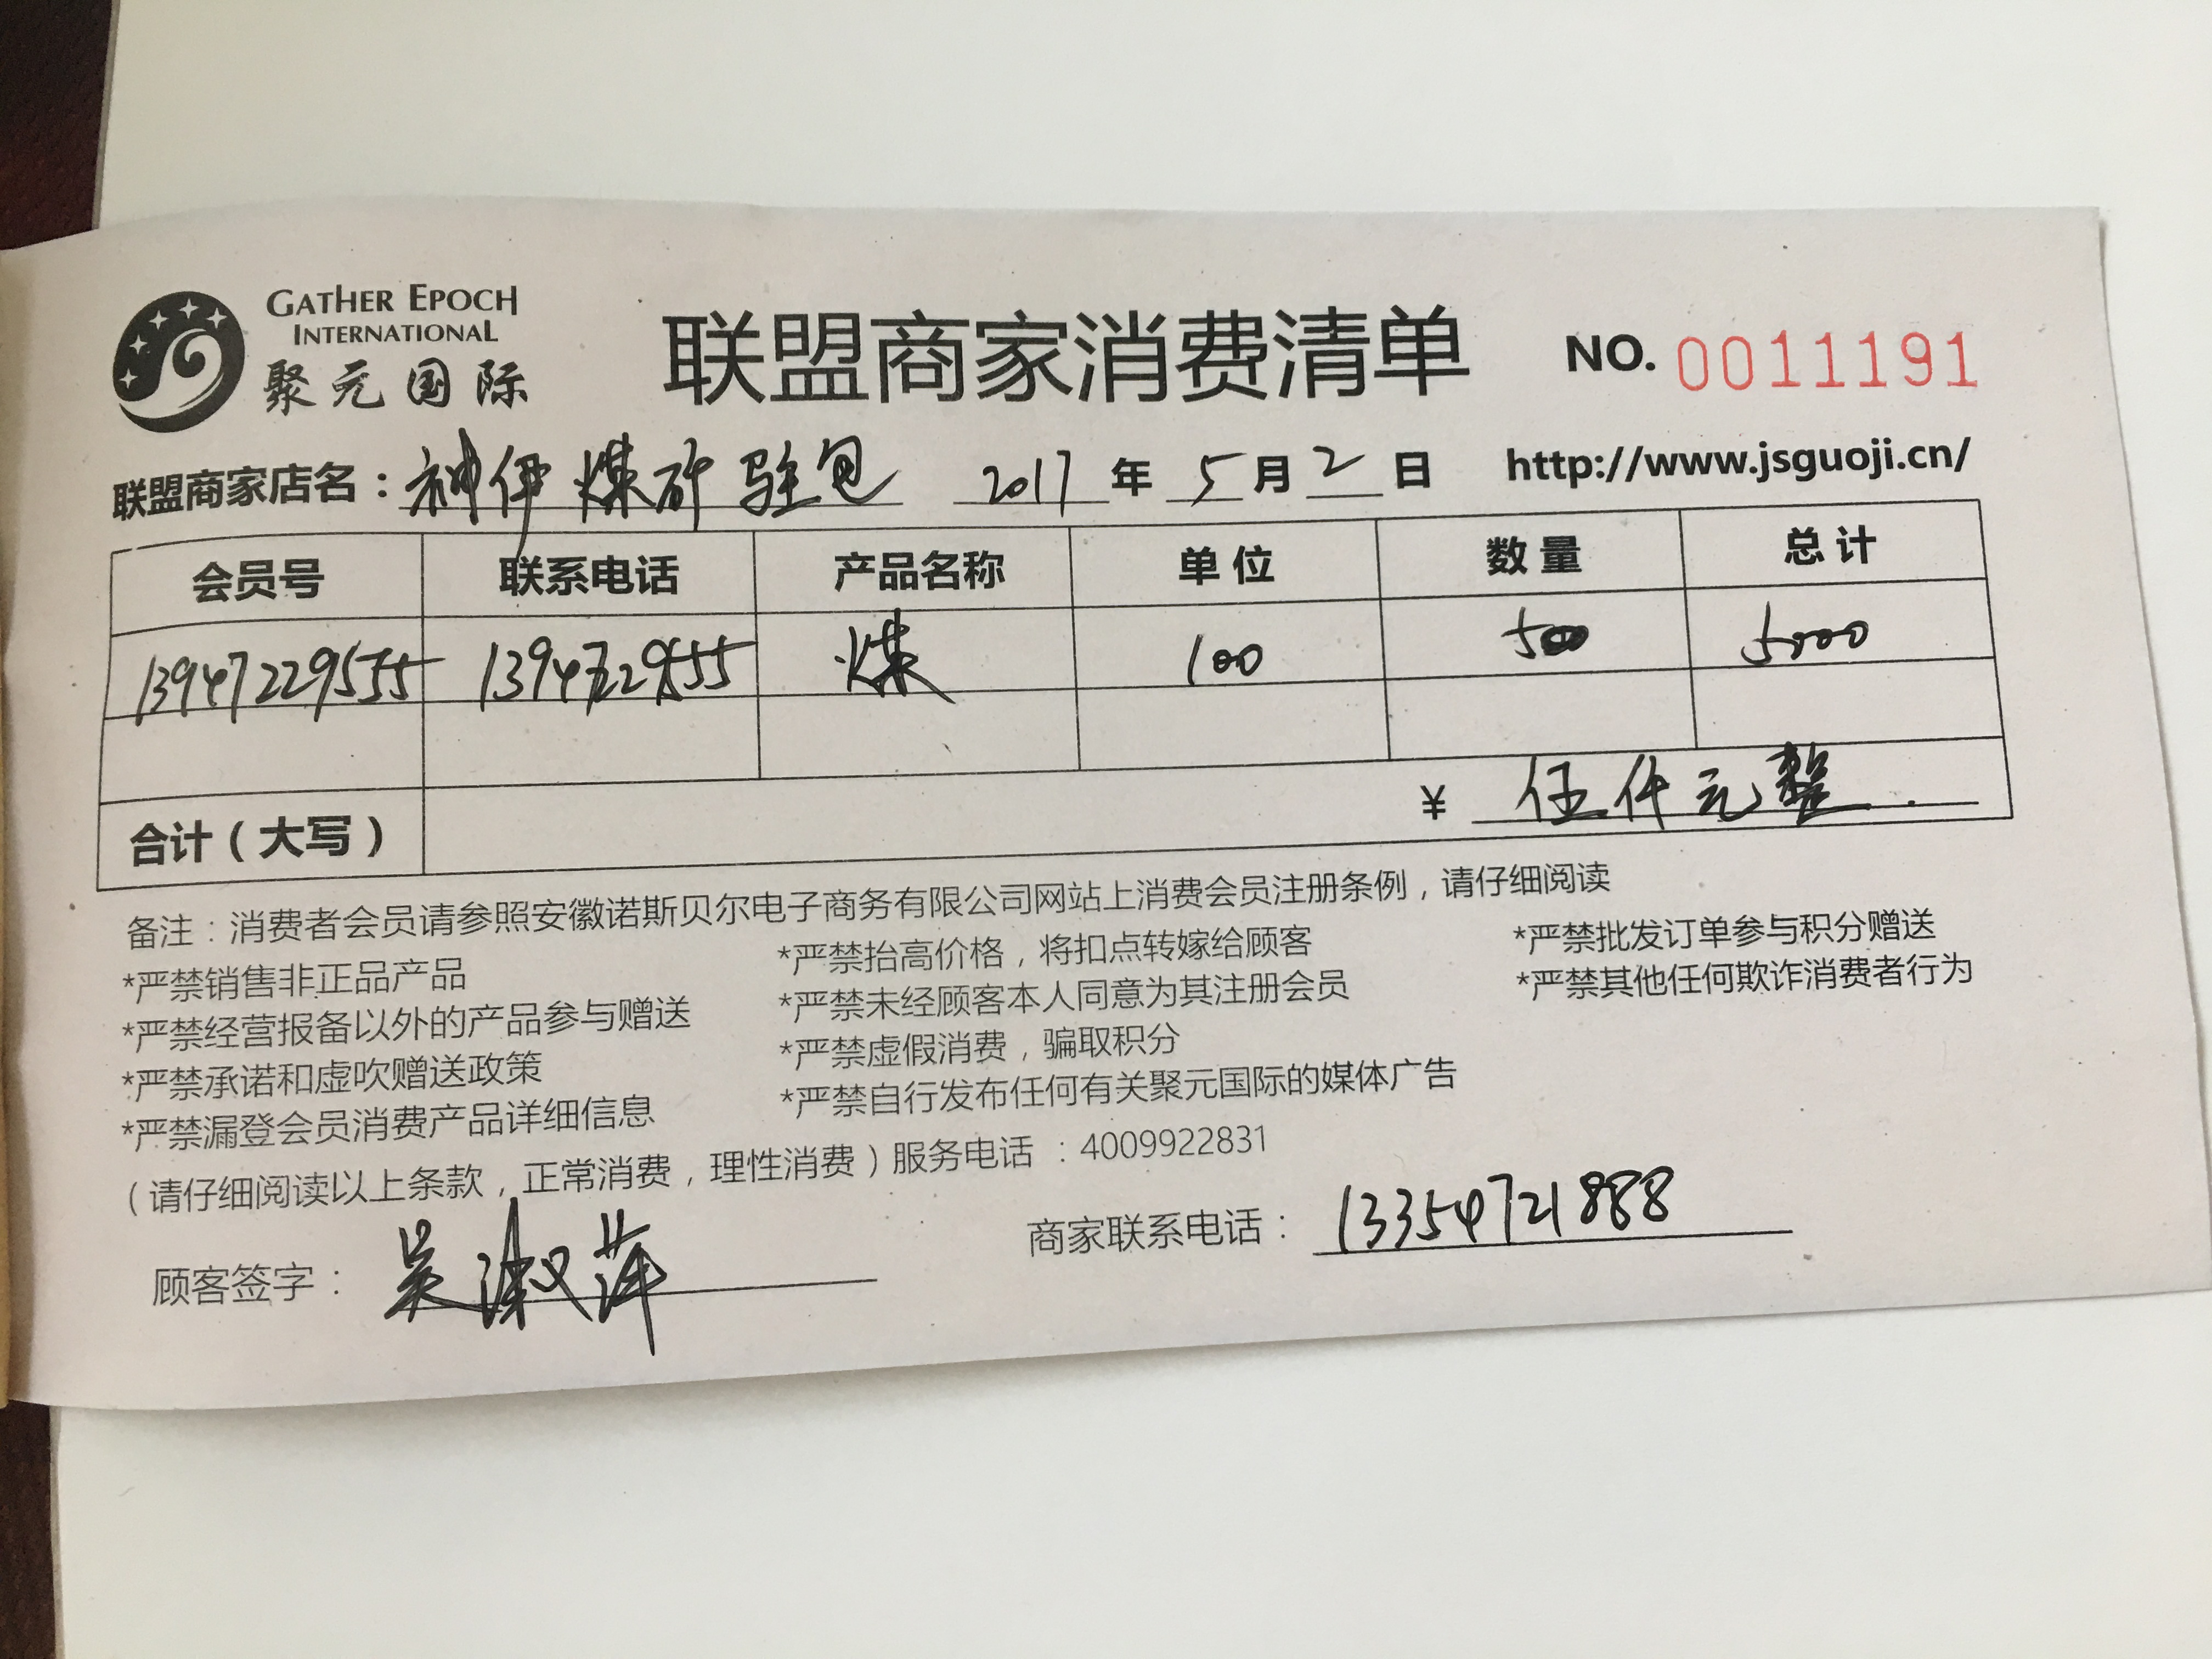 GATHER EPOCH
INTERNATIONAL
聚元国际
联盟商家消费清单 NO. 00111191
联盟商家店名：神伊煤 2017年5月2日 http://www.jsguoji.cn/
会员号 联系电话 产品名称 单位 数量 总计
13947229555 13947229555 煤 100 500 5000
合计（大写） ¥ 伍仟元整
备注：消费者会员请参照安徽诺斯贝尔电子商务有限公司网站上消费会员注册条例，请仔细阅读
*严禁销售非正品产品 *严禁抬高价格，将扣点转嫁给顾客 *严禁批发订单参与积分赠送
*严禁经营报备以外的产品参与赠送 *严禁未经顾客本人同意为其注册会员 *严禁其他任何欺诈消费者行为
*严禁承诺和虚吹赠送政策 *严禁虚假消费，骗取积分
*严禁漏登会员消费产品详细信息 *严禁自行发布任何有关聚元国际的媒体广告
（请仔细阅读以上条款，正常消费，理性消费）服务电话：4009922831
顾客签字： 商家联系电话：13354721888